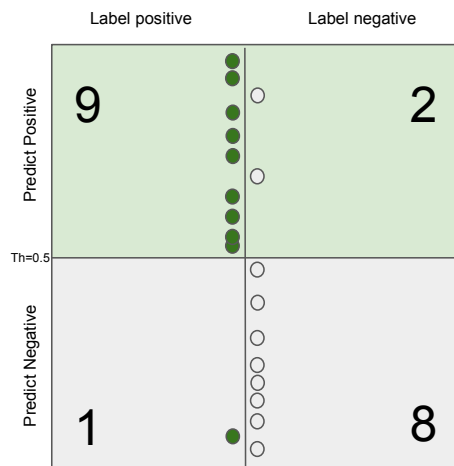 Label positive
Label negative
Predict Positive
9
2
Th=0.5
Predict Negative
1
8